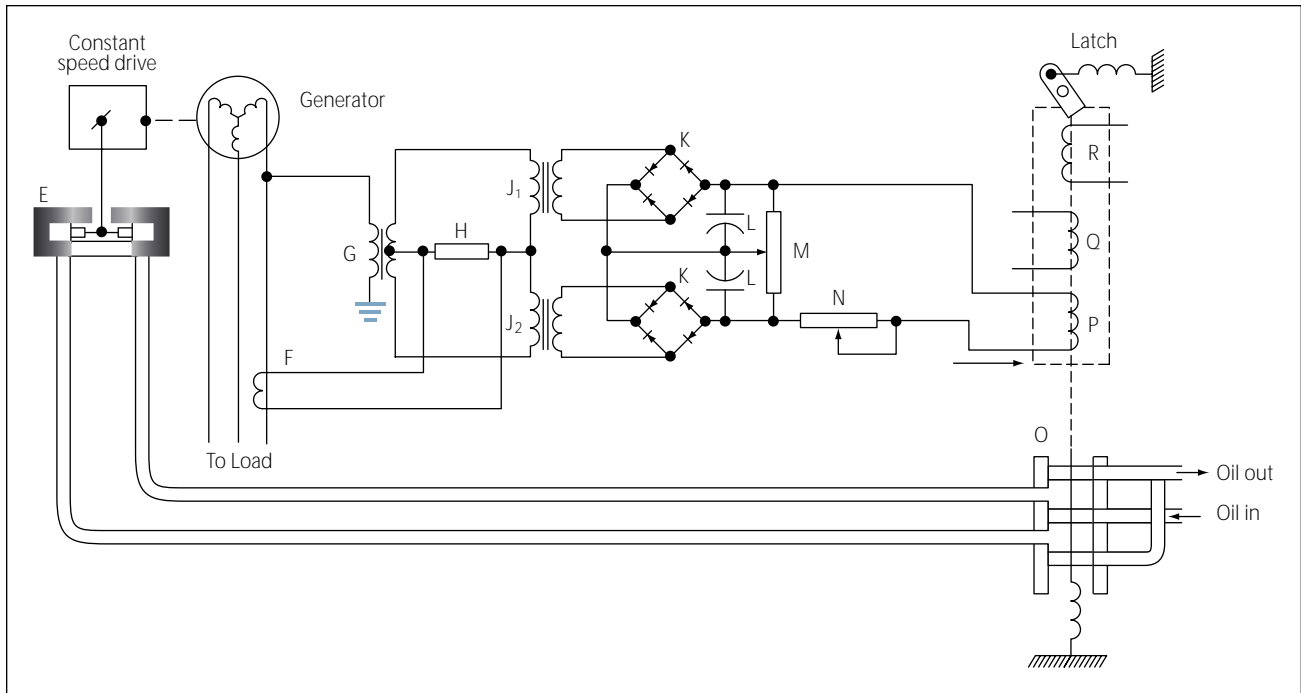 Constant
speed drive
Generator
Latch
E
F
G
H
J1
J2
K
K
L
L
M
N
R
Q
P
O
To Load
Oil out
Oil in